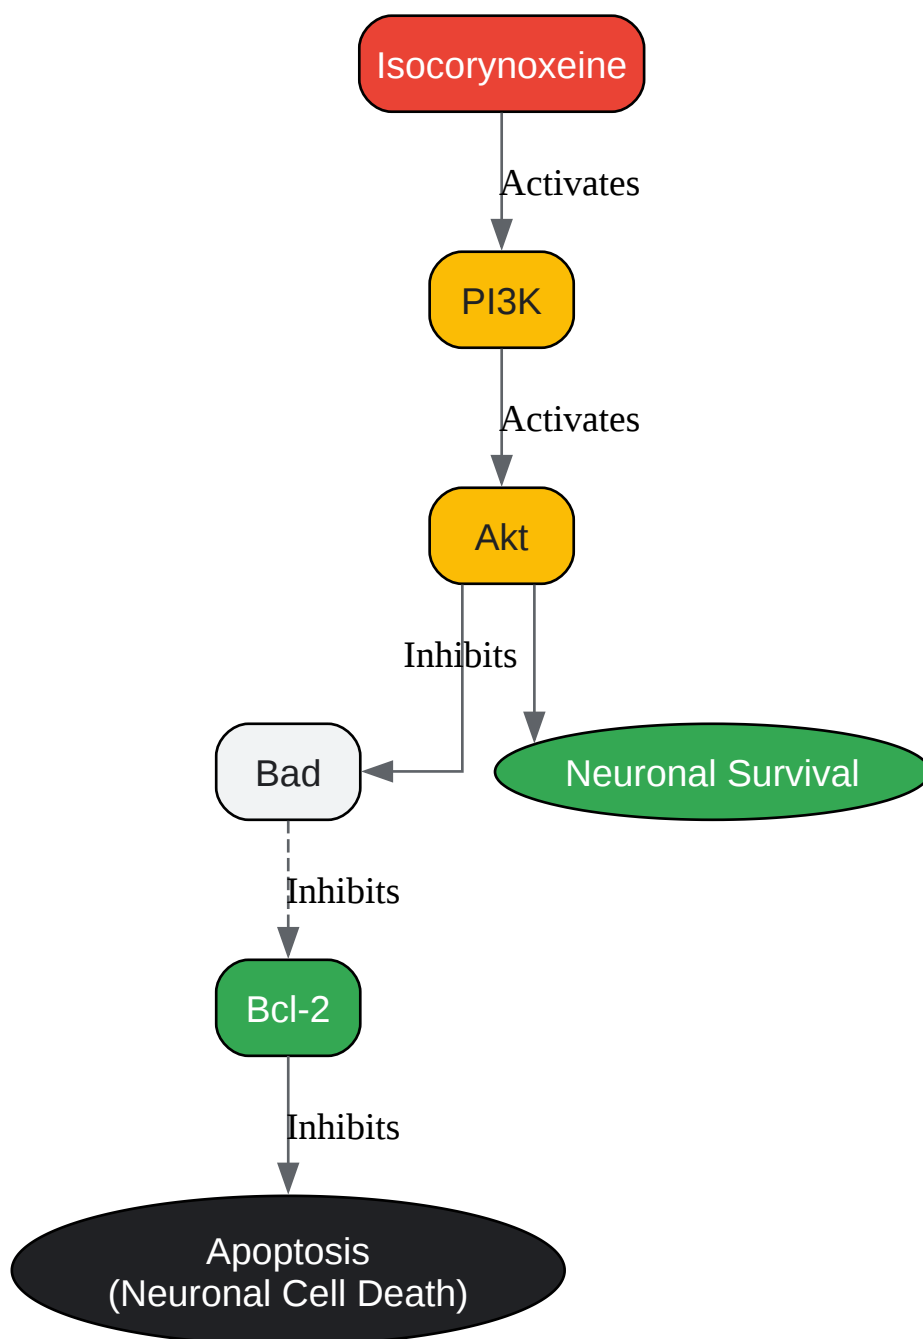 Isocorynoxeine
Activates
PI3K
Activates
Akt
Inhibits
Bad
Neuronal Survival
Inhibits
Bcl-2
Inhibits
Apoptosis
(Neuronal Cell Death)